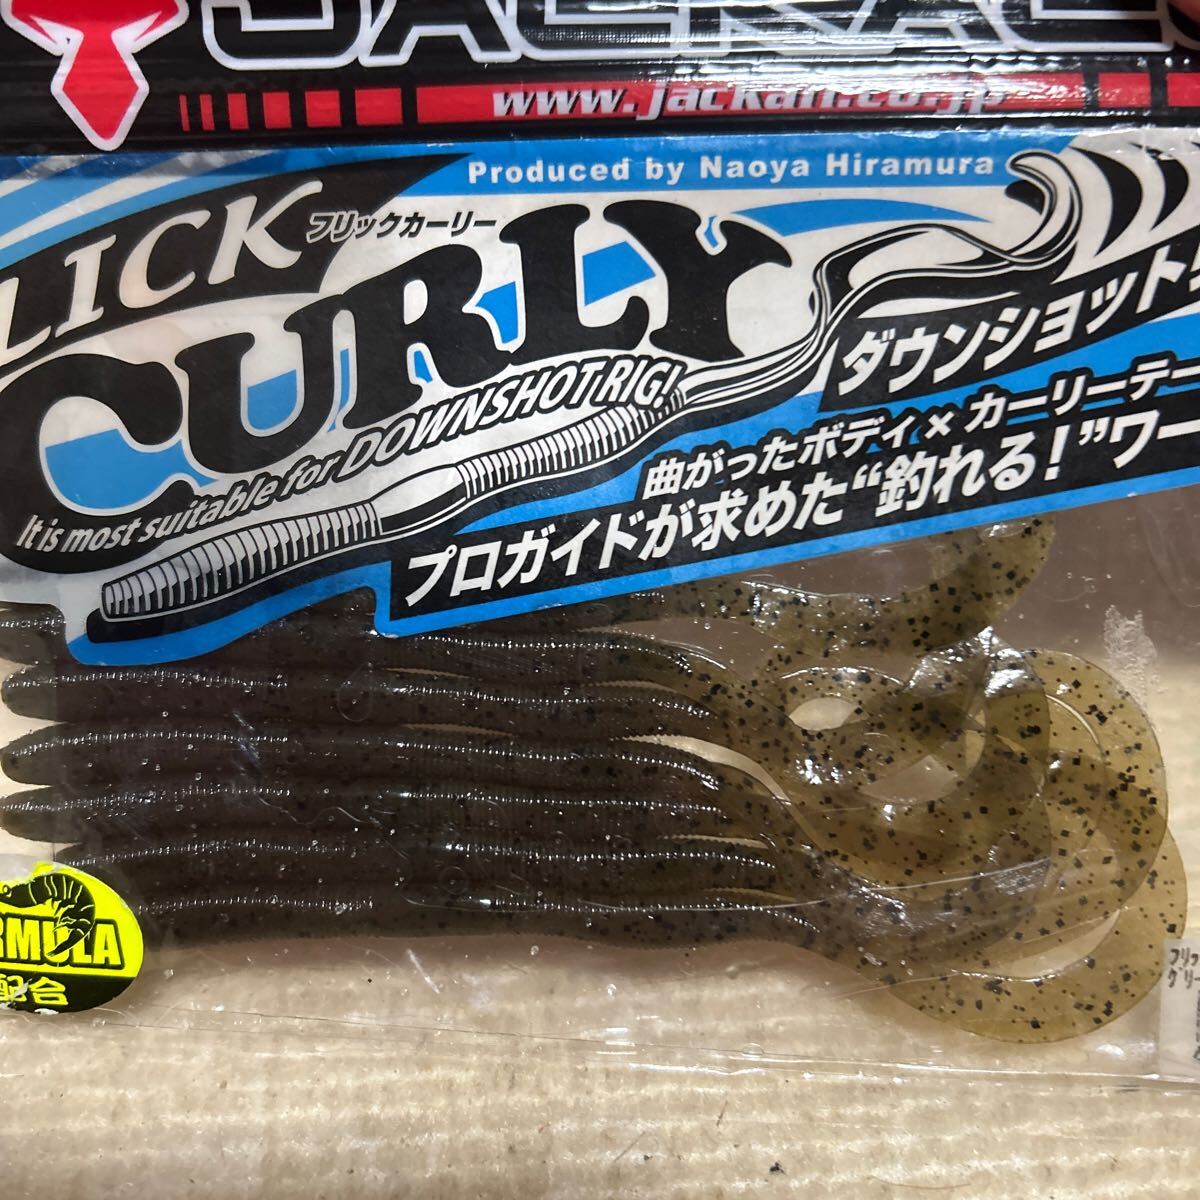 JACKALL
www.jackall.co.jp
Produced by Naoya Hiramura
LICK
フリックカーリー
CURLY
It is most suitable for DOWNSHOT RIG!
ダウンショット
曲がったボディ×カーリーテー
プロガイドが求めた“釣れる！”ワー
RMULA
配合